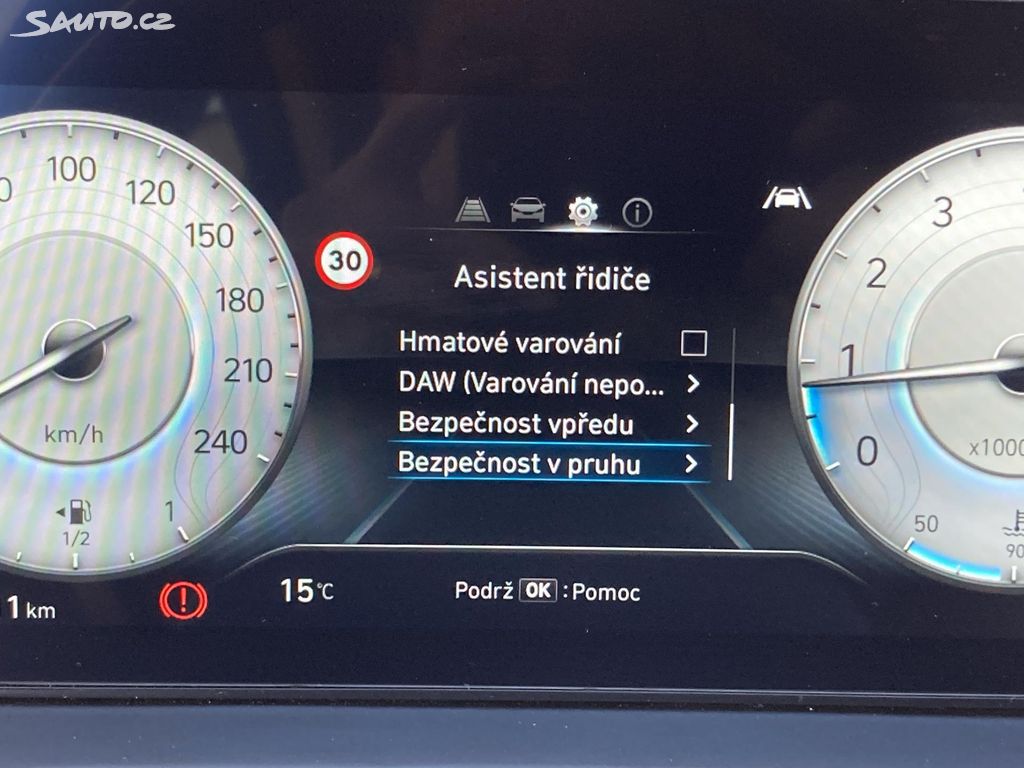 Sauto.cz
100
120
150
180
210
240
km/h
1/2
1
30
Asistent řidiče
Hmatové varování
DAW (Varování nepo...
Bezpečnost vpředu
Bezpečnost v pruhu
3
2
1
0
x1000
50
90
1 km
15°C
Podrž OK : Pomoc